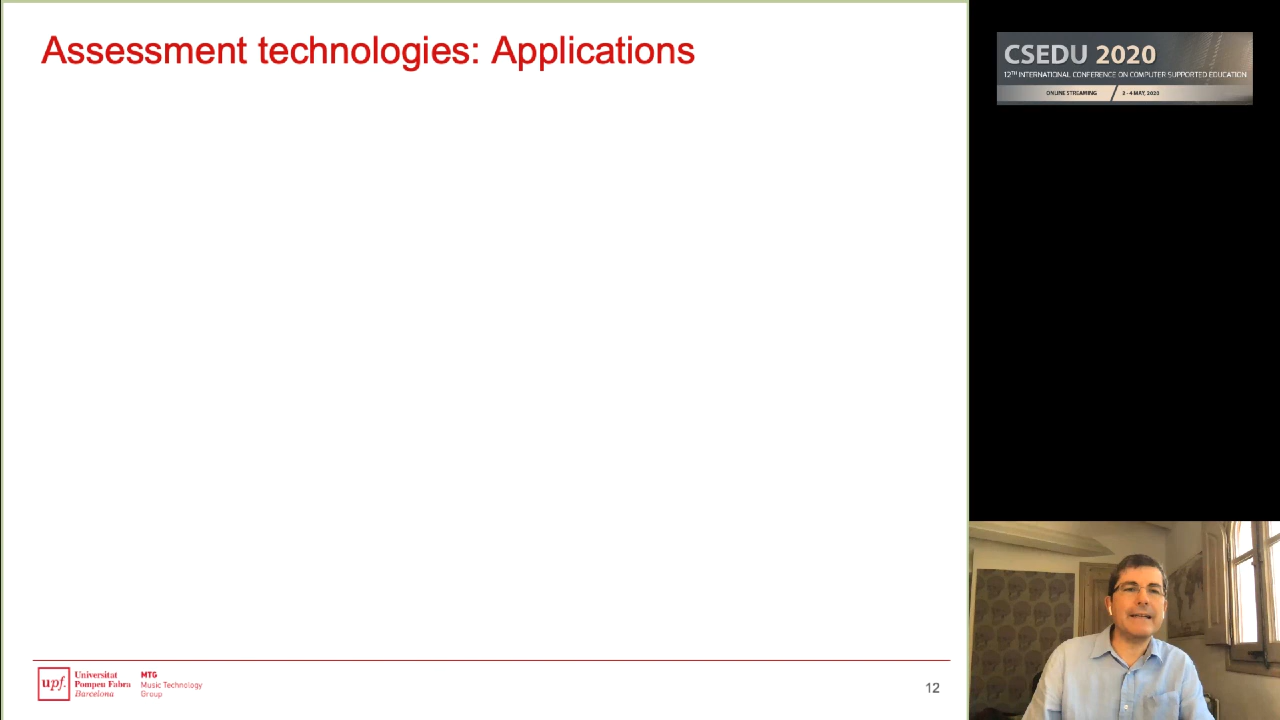 Assessment technologies: Applications
CSEDU 2020
12TH INTERNATIONAL CONFERENCE ON COMPUTER SUPPORTED EDUCATION
ONLINE STREAMING 2 - 4 MAY, 2020
upf. Universitat Pompeu Fabra Barcelona
MTG Music Technology Group
12